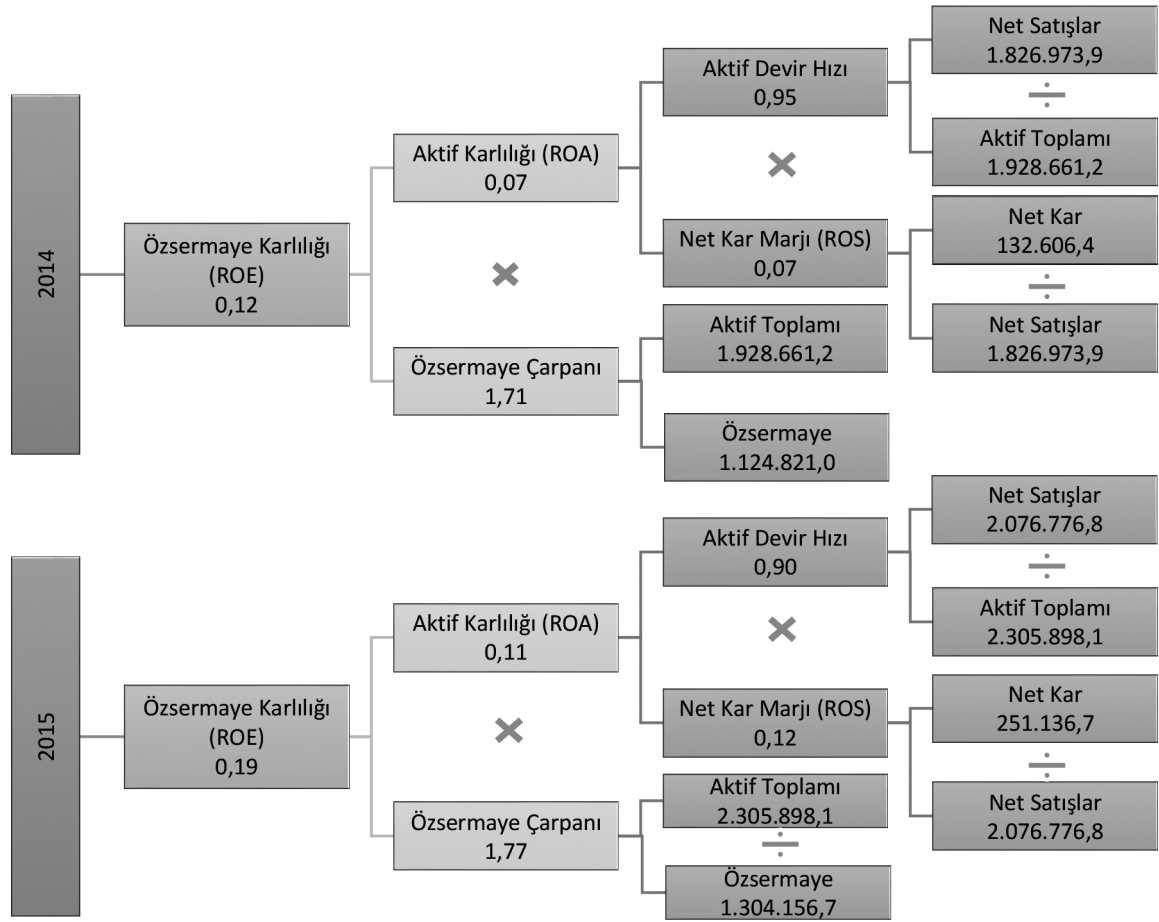 2014
Özsermaye Karlılığı
(ROE)
0,12
Aktif Karlılığı (ROA)
0,07
Özsermaye Çarpanı
1,71
Aktif Devir Hızı
0,95
Net Kar Marjı (ROS)
0,07
Aktif Toplamı
1.928.661,2
Özsermaye
1.124.821,0
Net Satışlar
1.826.973,9
Aktif Toplamı
1.928.661,2
Net Kar
132.606,4
Net Satışlar
1.826.973,9
2015
Özsermaye Karlılığı
(ROE)
0,19
Aktif Karlılığı (ROA)
0,11
Özsermaye Çarpanı
1,77
Aktif Devir Hızı
0,90
Net Kar Marjı (ROS)
0,12
Aktif Toplamı
2.305.898,1
Özsermaye
1.304.156,7
Net Satışlar
2.076.776,8
Aktif Toplamı
2.305.898,1
Net Kar
251.136,7
Net Satışlar
2.076.776,8